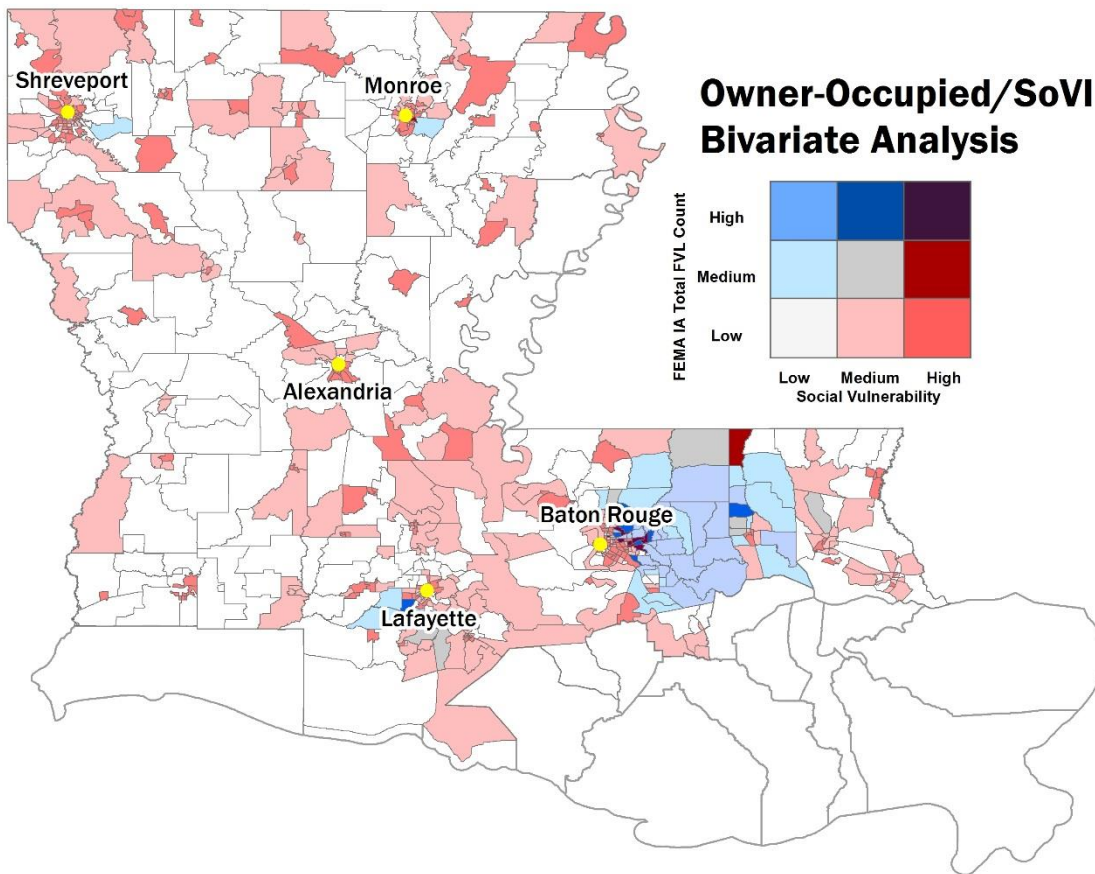 Shreveport
Monroe
Owner-Occupied/SoVI
Bivariate Analysis
FEMA IA Total FVL Count
High
Medium
Low
Low Medium High
Social Vulnerability
Alexandria
Baton Rouge
Lafayette